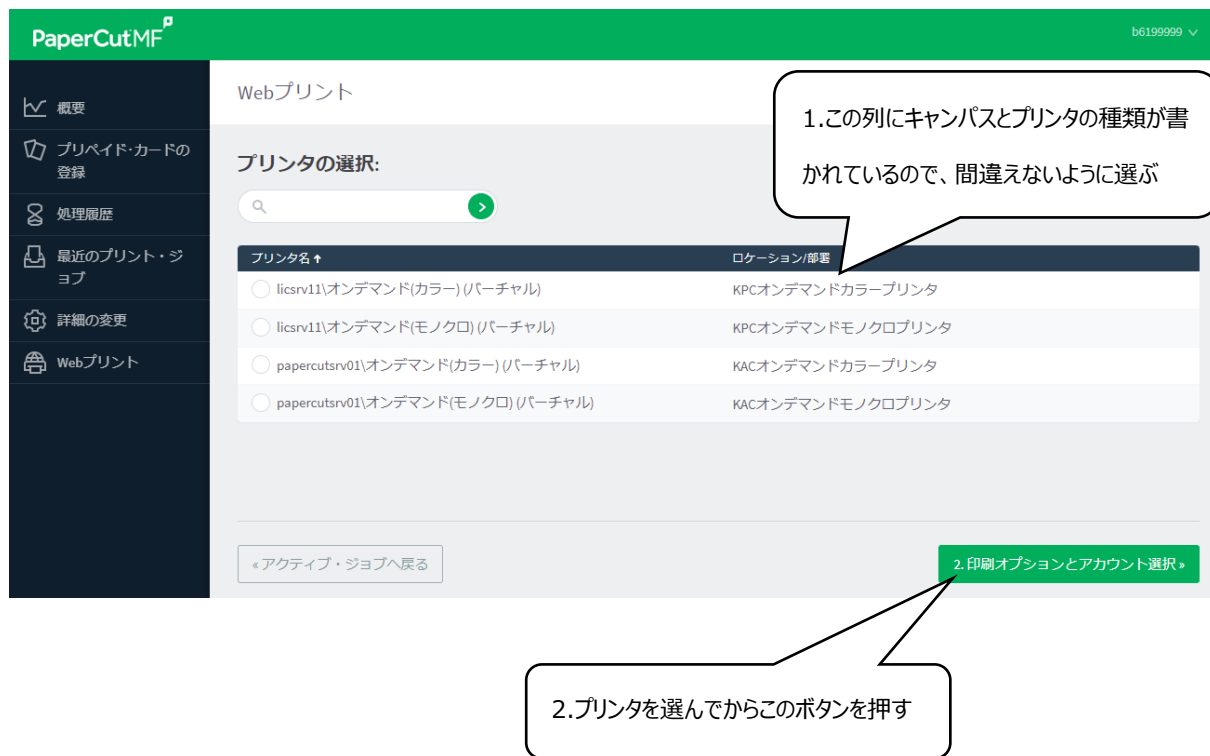 PaperCutMF
b6199999
概要
プリペイド・カードの
登録
処理履歴
最近のプリント・ジ
ョブ
詳細の変更
Webプリント
Webプリント
プリンタの選択:
プリンタ名 ロケーション/部署
licsrv11\オンデマンド(カラー) (バーチャル) KPCオンデマンドカラープリンタ
licsrv11\オンデマンド(モノクロ) (バーチャル) KPCオンデマンドモノクロプリンタ
papercutsrv01\オンデマンド(カラー) (バーチャル) KACオンデマンドカラープリンタ
papercutsrv01\オンデマンド(モノクロ) (バーチャル) KACオンデマンドモノクロプリンタ
«アクティブ・ジョブへ戻る
2. 印刷オプションとアカウント選択»
1.この列にキャンパスとプリンタの種類が書
かれているので、間違えないように選ぶ
2.プリンタを選んでからこのボタンを押す